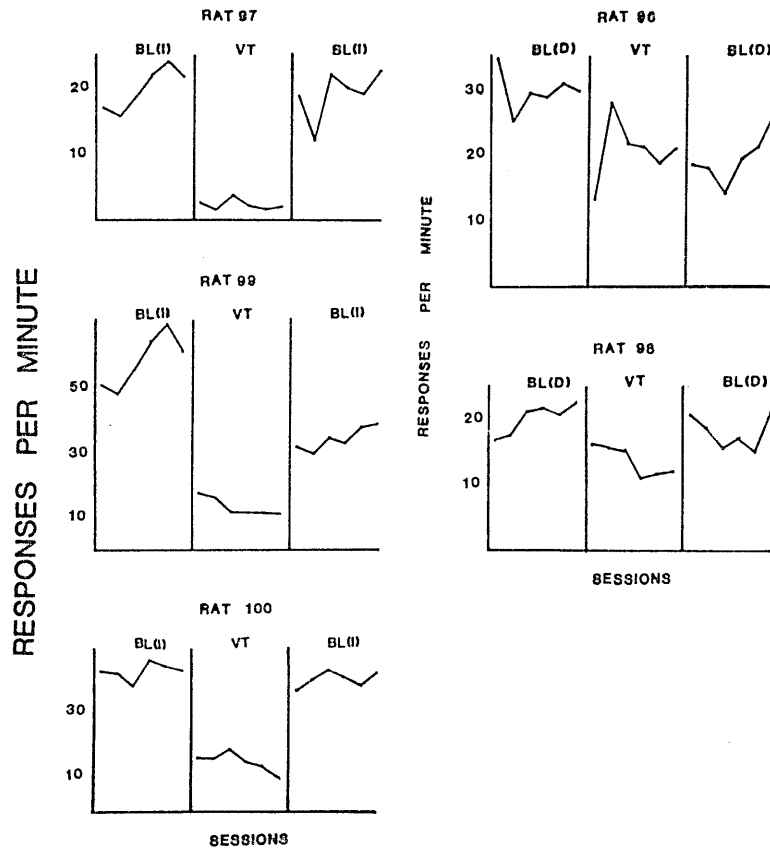 RESPONSES PER MINUTE
RAT 97
BL(I) VT BL(I)
20
10
RAT 99
BL(I) VT BL(I)
50
30
10
RAT 100
BL(I) VT BL(I)
30
10
SESSIONS
RESPONSES PER MINUTE
RAT 96
BL(D) VT BL(D)
30
20
10
RAT 98
BL(D) VT BL(D)
20
10
SESSIONS